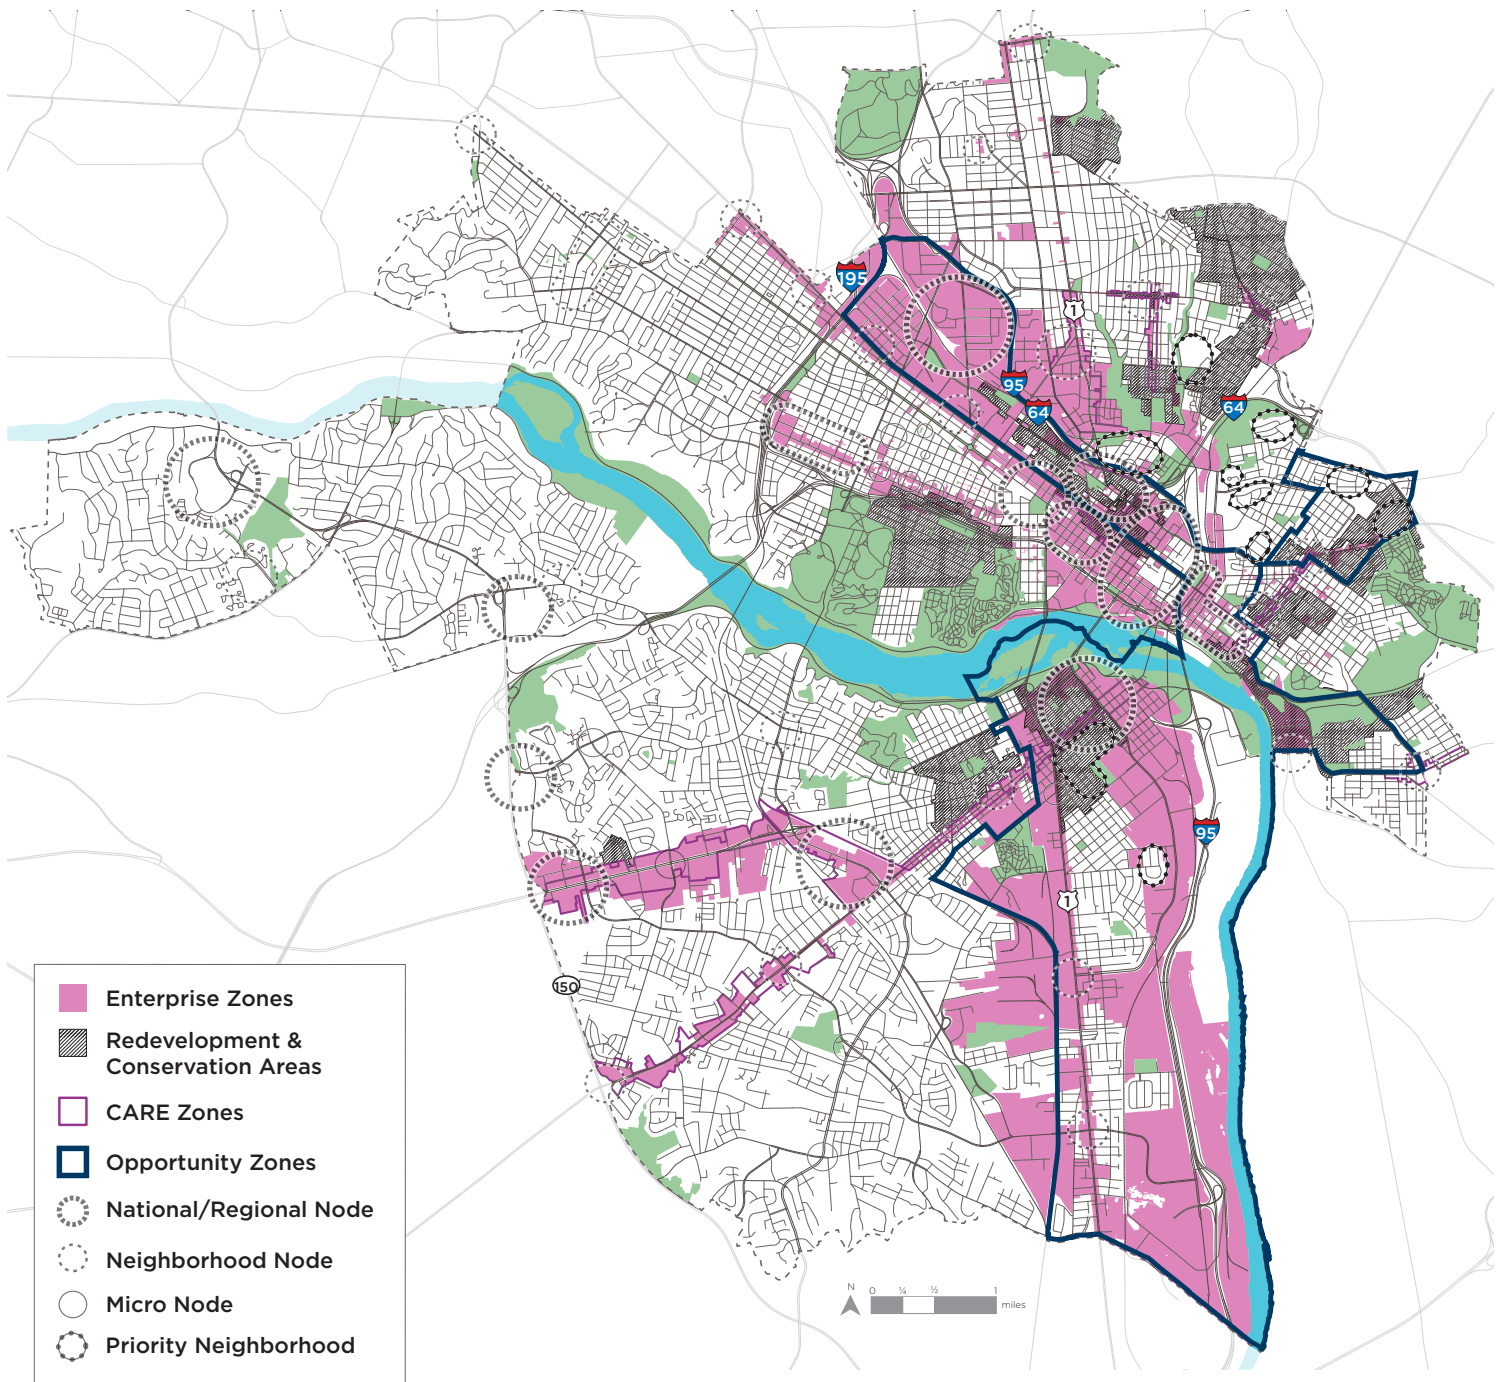 195
1
95
64
64
95
1
150
Enterprise Zones
Redevelopment &
Conservation Areas
CARE Zones
Opportunity Zones
National/Regional Node
Neighborhood Node
Micro Node
Priority Neighborhood
N
0 ¼ ½ 1
miles